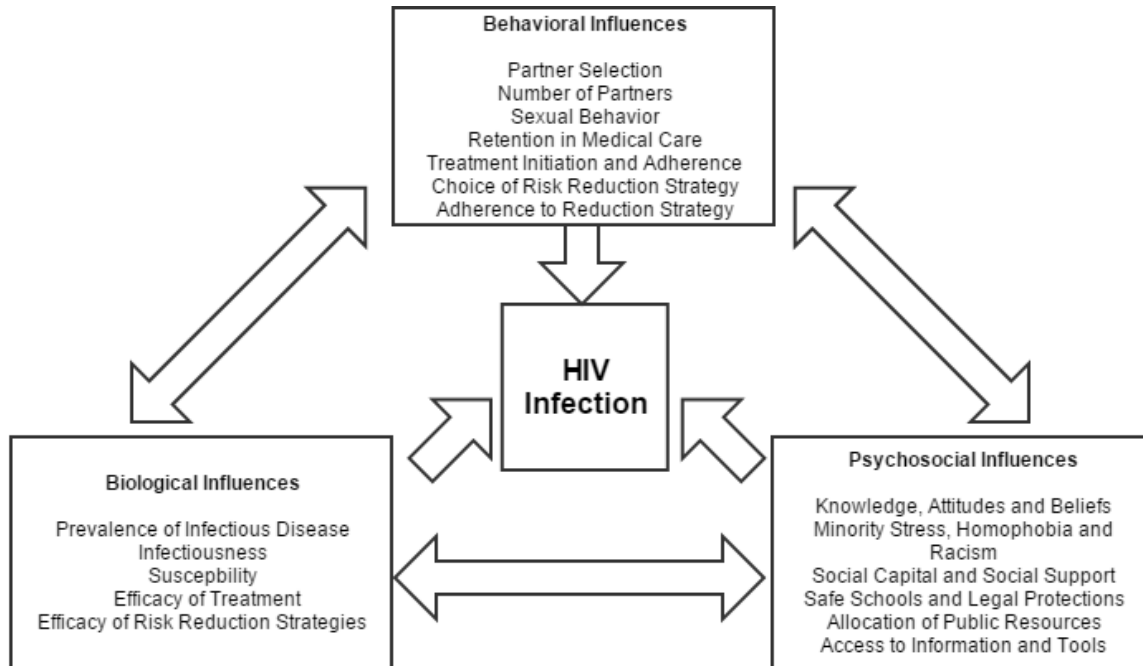 Behavioral Influences
Partner Selection
Number of Partners
Sexual Behavior
Retention in Medical Care
Treatment Initiation and Adherence
Choice of Risk Reduction Strategy
Adherence to Reduction Strategy
HIV
Infection
Biological Influences
Prevalence of Infectious Disease
Infectiousness
Suscepbility
Efficacy of Treatment
Efficacy of Risk Reduction Strategies
Psychosocial Influences
Knowledge, Attitudes and Beliefs
Minority Stress, Homophobia and
Racism
Social Capital and Social Support
Safe Schools and Legal Protections
Allocation of Public Resources
Access to Information and Tools